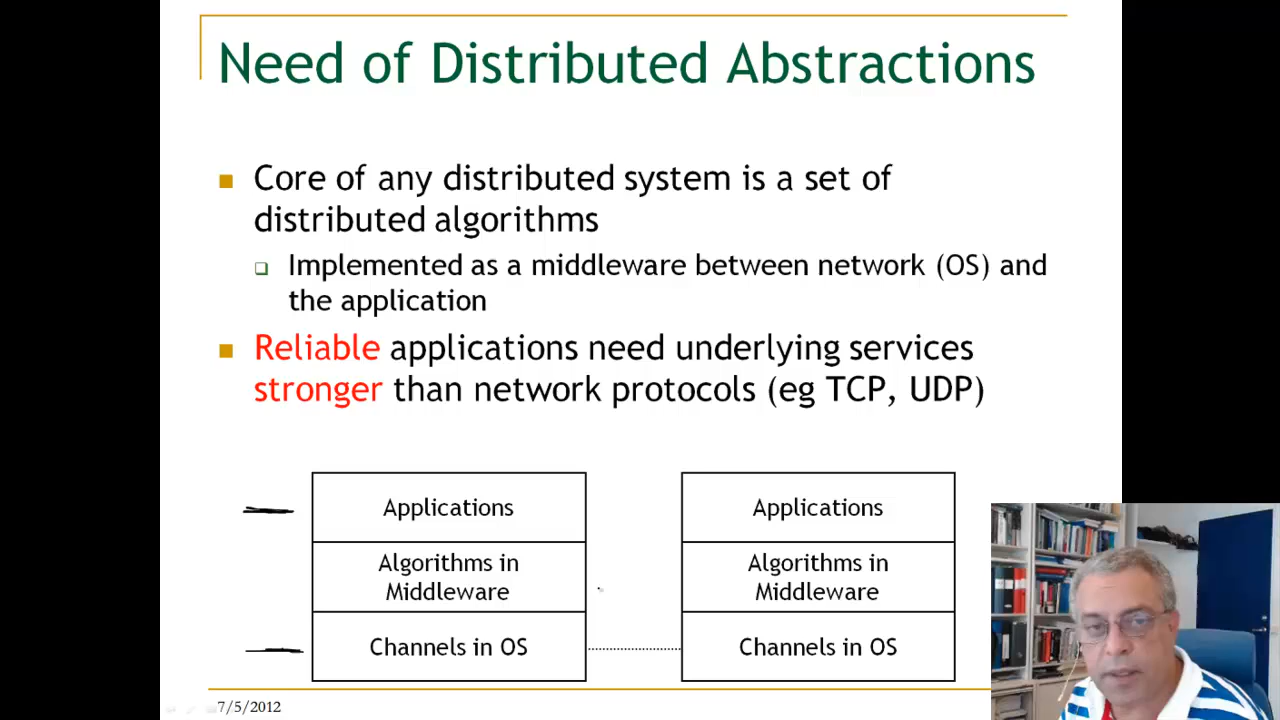 Need of Distributed Abstractions
Core of any distributed system is a set of
distributed algorithms
Implemented as a middleware between network (OS) and
the application
Reliable applications need underlying services
stronger than network protocols (eg TCP, UDP)
Applications
Algorithms in
Middleware
Channels in OS
Applications
Algorithms in
Middleware
Channels in OS
7/5/2012